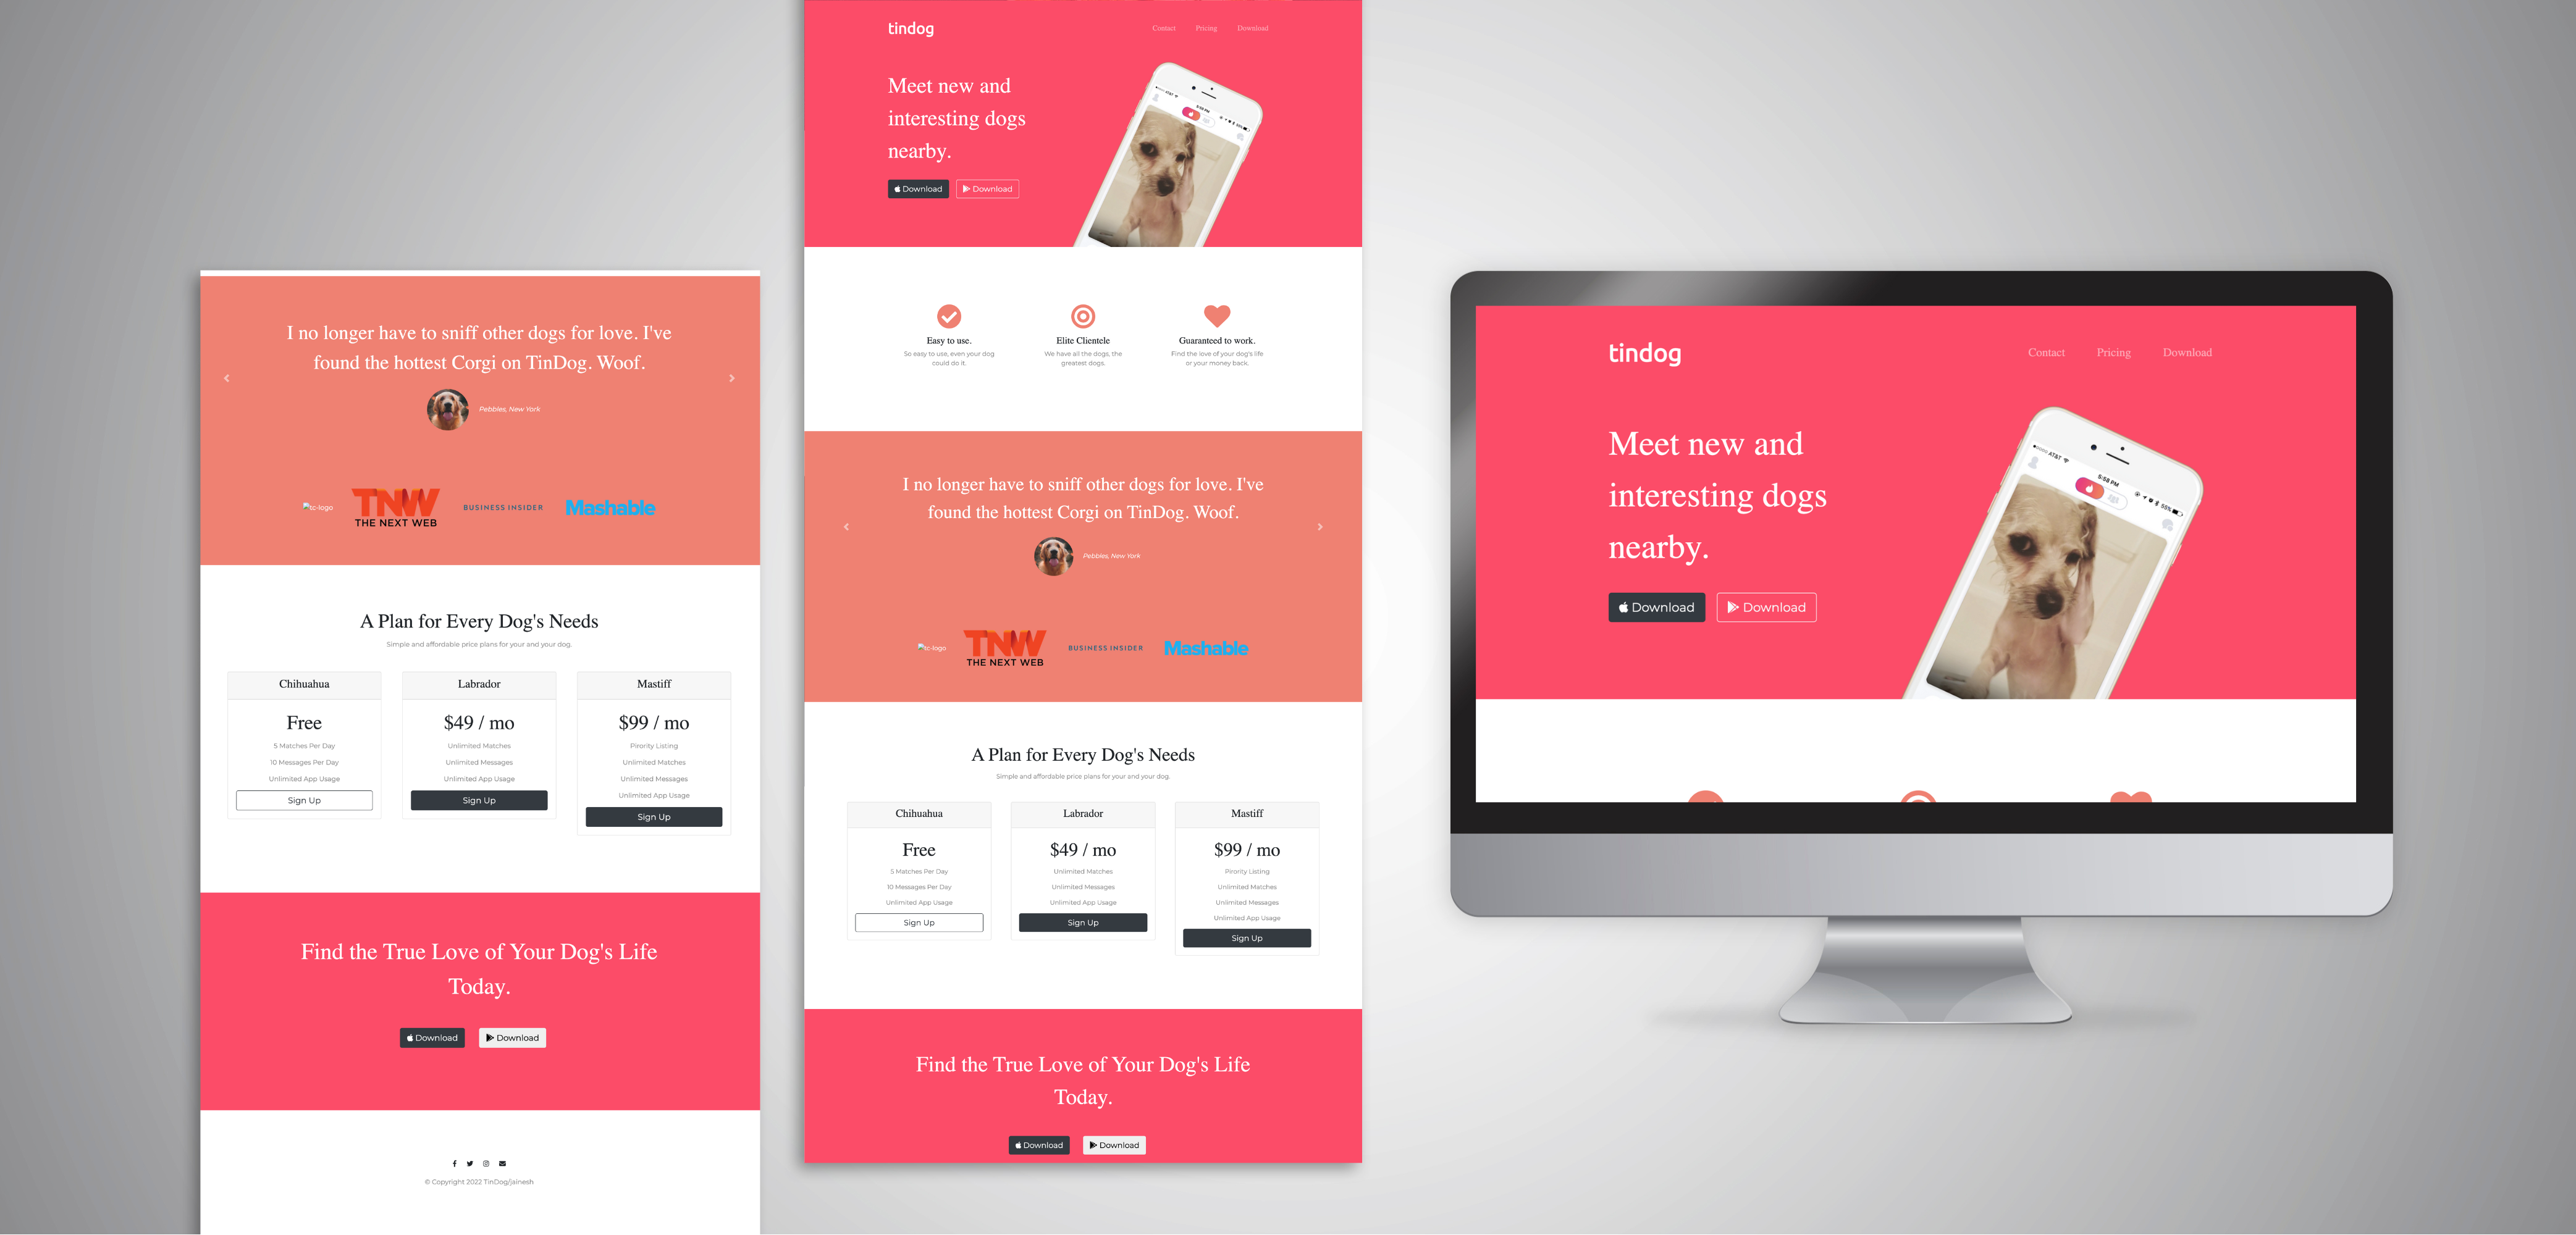 I no longer have to sniff other dogs for love. I've
found the hottest Corgi on TinDog. Woof.
Pebbles, New York
tc-logo
TNW
THE NEXT WEB
BUSINESS INSIDER
Mashable
A Plan for Every Dog's Needs
Simple and affordable price plans for your and your dog.
Chihuahua
Free
5 Matches Per Day
10 Messages Per Day
Unlimited App Usage
Sign Up
Labrador
$49 / mo
Unlimited Matches
Unlimited Messages
Unlimited App Usage
Sign Up
Mastiff
$99 / mo
Pirority Listing
Unlimited Matches
Unlimited Messages
Unlimited App Usage
Sign Up
Find the True Love of Your Dog's Life
Today.
Download Download
© Copyright 2022 TinDog/jainesh
tindog
Contact Pricing Download
Meet new and
interesting dogs
nearby.
Download Download
AT&T
5:58 PM
55%
Easy to use.
So easy to use, even your dog
could do it.
Elite Clientele
We have all the dogs, the
greatest dogs.
Guaranteed to work.
Find the love of your dog's life
or your money back.
I no longer have to sniff other dogs for love. I've
found the hottest Corgi on TinDog. Woof.
Pebbles, New York
tc-logo
TNW
THE NEXT WEB
BUSINESS INSIDER
Mashable
A Plan for Every Dog's Needs
Simple and affordable price plans for your and your dog.
Chihuahua
Free
5 Matches Per Day
10 Messages Per Day
Unlimited App Usage
Sign Up
Labrador
$49 / mo
Unlimited Matches
Unlimited Messages
Unlimited App Usage
Sign Up
Mastiff
$99 / mo
Pirority Listing
Unlimited Matches
Unlimited Messages
Unlimited App Usage
Sign Up
Find the True Love of Your Dog's Life
Today.
Download Download
tindog
Contact Pricing Download
Meet new and
interesting dogs
nearby.
Download Download
AT&T
5:58 PM
55%